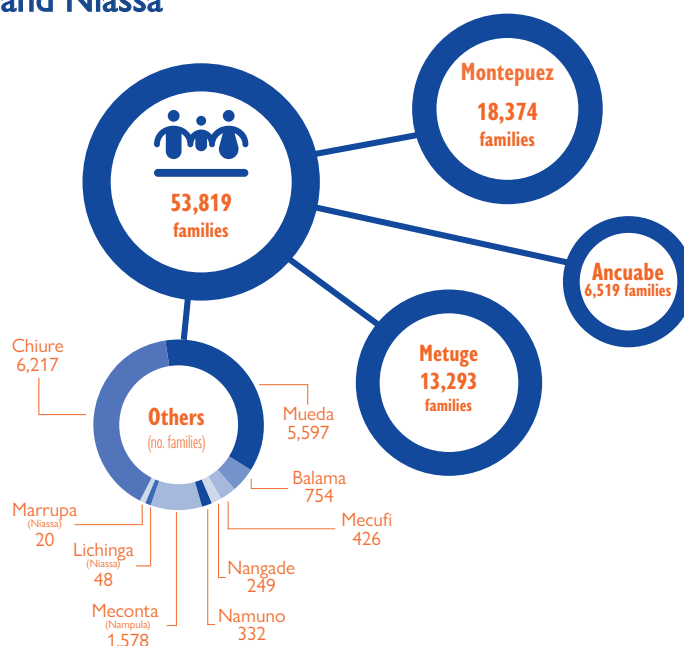 and Niassa
53,819
families
Montepuez
18,374
families
Ancuabe
6,519 families
Metuge
13,293
families
Others
(no. families)
Chiure
6,217
Mueda
5,597
Balama
754
Mecufi
426
Nangade
249
Namuno
332
Meconta
(Nampula)
1,578
Lichinga
(Niassa)
48
Marrupa
(Niassa)
20